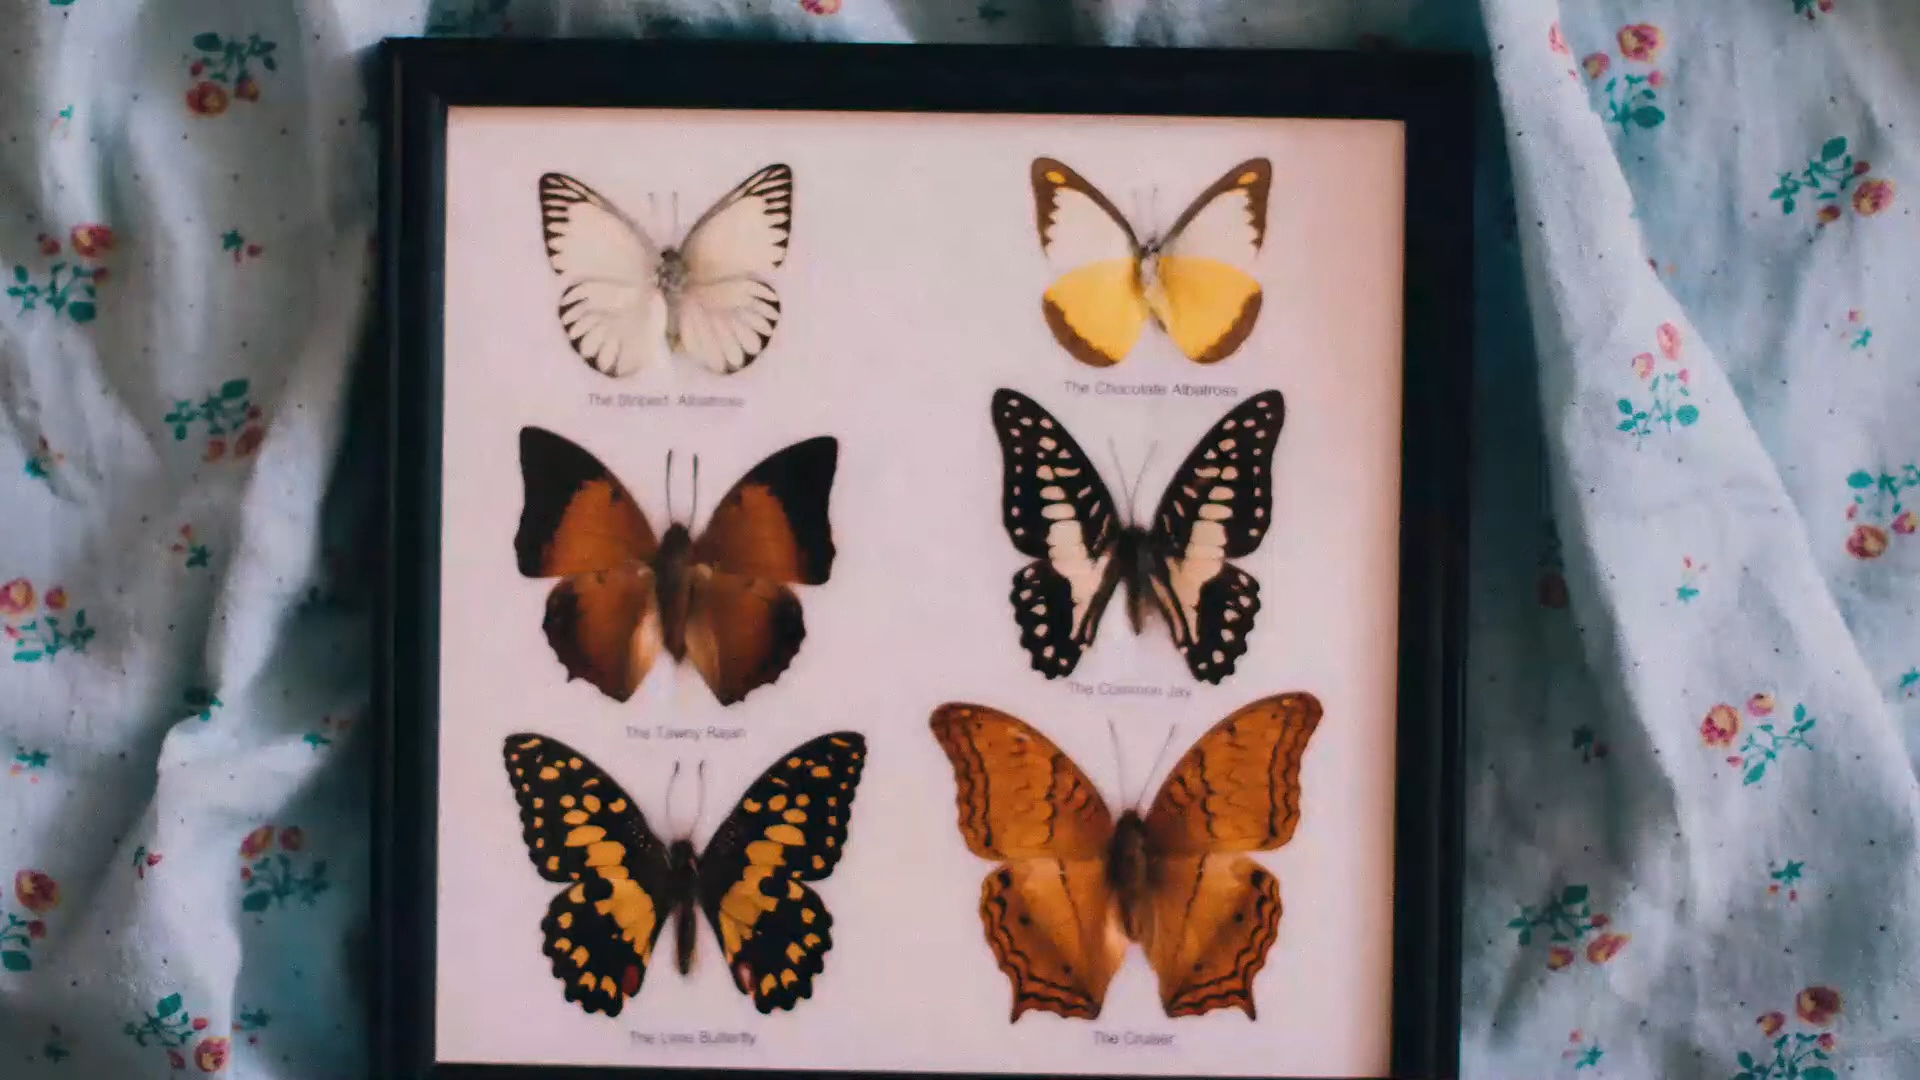 The Striped Albatross
The Chocolate Albatross
The Tawny Rajah
The Common Jay
The Lime Butterfly
The Cruiser